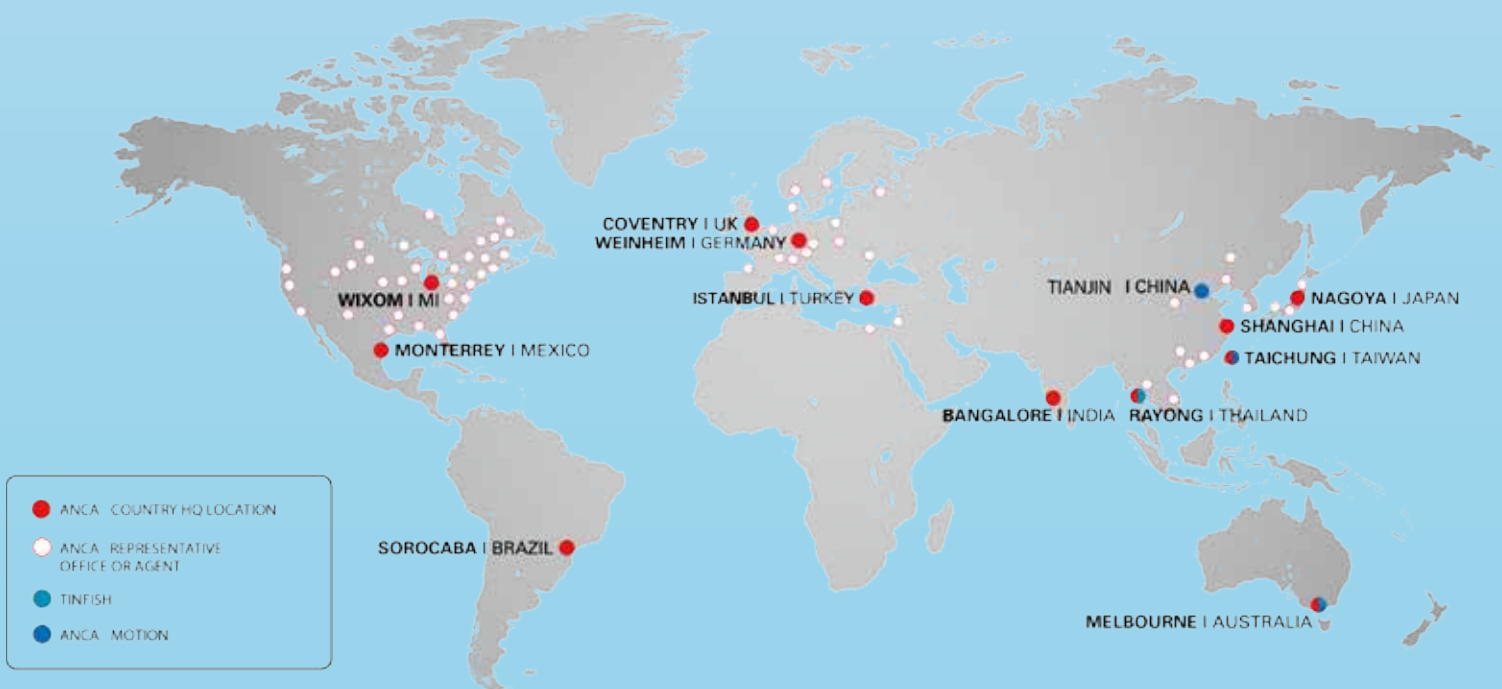 COVENTRY | UK
WEINHEIM | GERMANY
TIANJIN | CHINA
WIXOM | MI
ISTANBUL | TURKEY
NAGOYA | JAPAN
SHANGHAI | CHINA
MONTERREY | MEXICO
TAICHUNG | TAIWAN
BANGALORE | INDIA
RAYONG | THAILAND
SOROCABA | BRAZIL
MELBOURNE | AUSTRALIA
ANCA COUNTRY HQ LOCATION
ANCA REPRESENTATIVE
OFFICE OR AGENT
TINFISH
ANCA MOTION